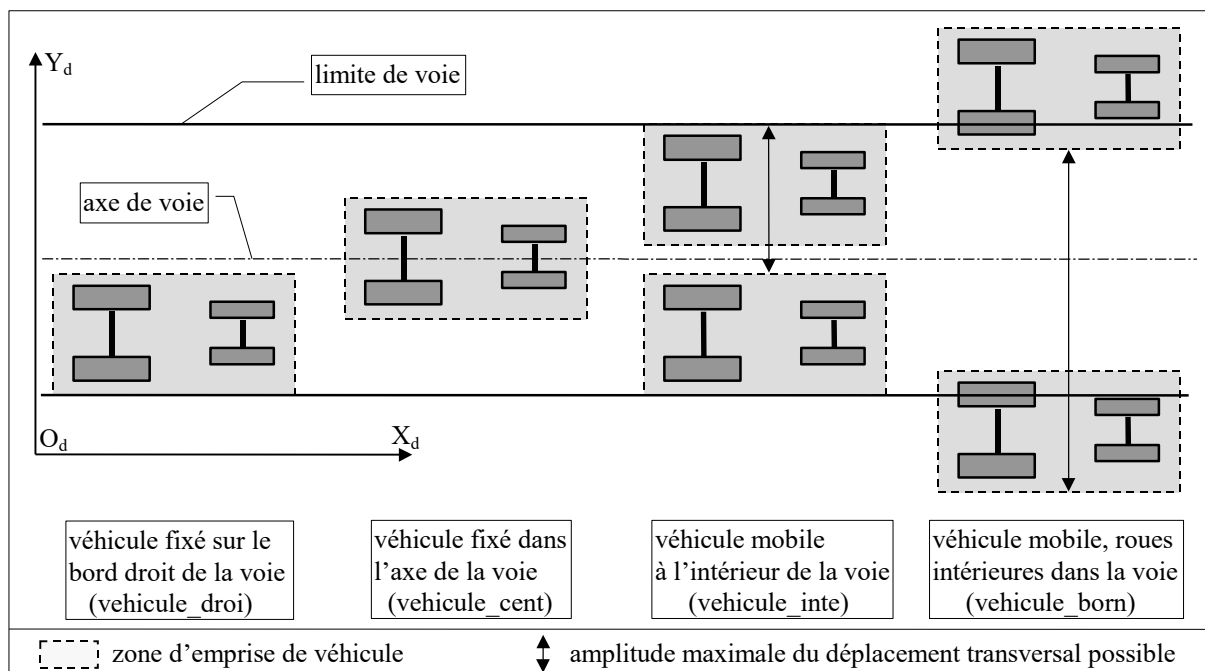 Y_d
limite de voie
axe de voie
O_d
X_d
véhicule fixé sur le
bord droit de la voie
(vehicule_droi)
véhicule fixé dans
l’axe de la voie
(vehicule_cent)
véhicule mobile
à l’intérieur de la voie
(vehicule_inte)
véhicule mobile, roues
intérieures dans la voie
(vehicule_born)
zone d’emprise de véhicule
amplitude maximale du déplacement transversal possible